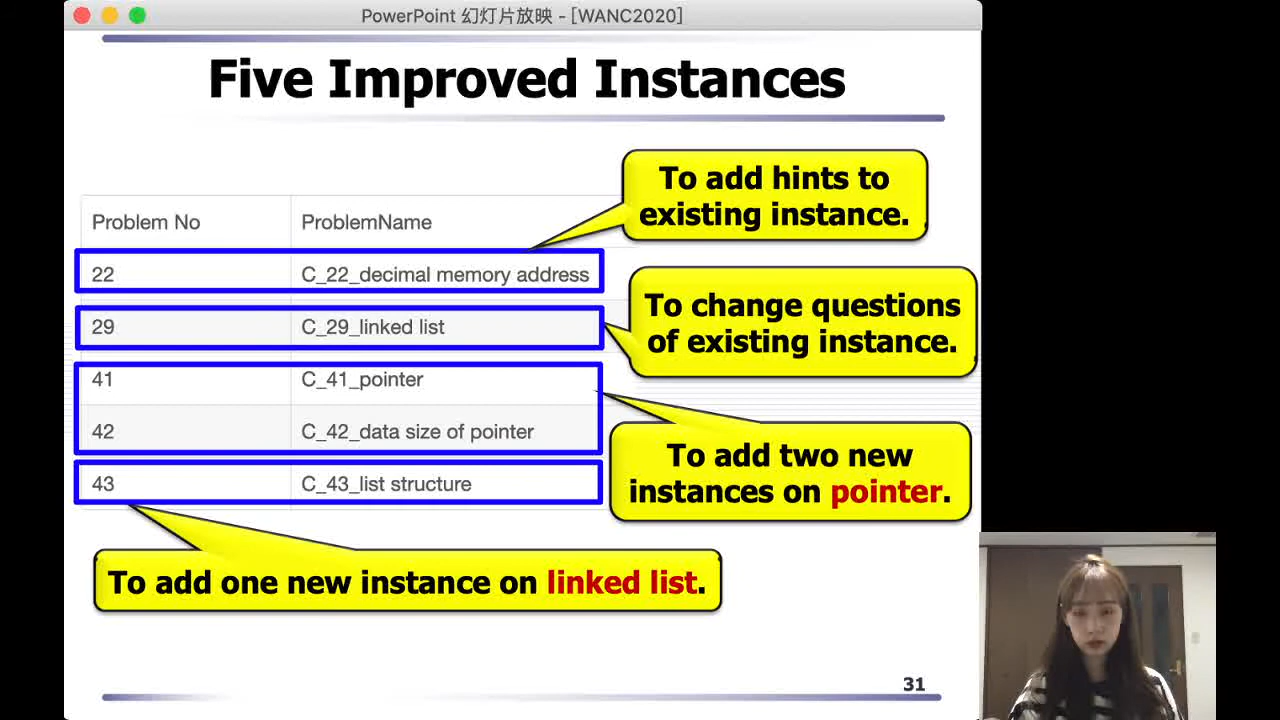 PowerPoint 幻灯片放映 - [WANC2020]
Five Improved Instances
To add hints to
existing instance.
Problem No ProblemName
22 C_22_decimal memory address
To change questions
of existing instance.
29 C_29_linked list
41 C_41_pointer
42 C_42_data size of pointer
To add two new
instances on pointer.
43 C_43_list structure
To add one new instance on linked list.
31